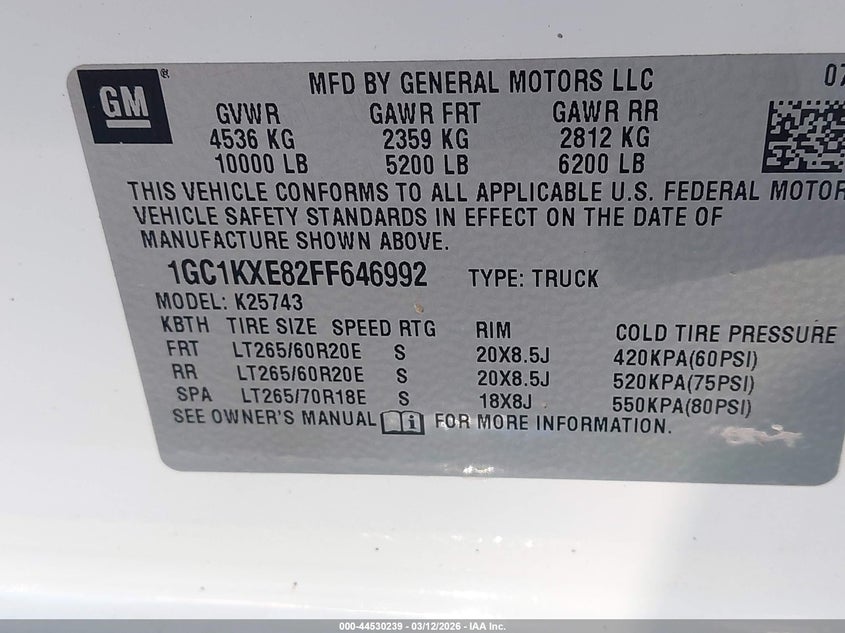 GM ®
MFD BY GENERAL MOTORS LLC
07
GVWR GAWR FRT GAWR RR
4536 KG 2359 KG 2812 KG
10000 LB 5200 LB 6200 LB
THIS VEHICLE CONFORMS TO ALL APPLICABLE U.S. FEDERAL MOTOR
VEHICLE SAFETY STANDARDS IN EFFECT ON THE DATE OF
MANUFACTURE SHOWN ABOVE.
1GC1KXE82FF646992 TYPE: TRUCK
MODEL: K25743
KBTH TIRE SIZE SPEED RTG RIM COLD TIRE PRESSURE
FRT LT265/60R20E S 20X8.5J 420KPA(60PSI)
RR LT265/60R20E S 20X8.5J 520KPA(75PSI)
SPA LT265/70R18E S 18X8J 550KPA(80PSI)
SEE OWNER'S MANUAL FOR MORE INFORMATION.
000-44530239 - 03/12/2026 - IAA Inc.